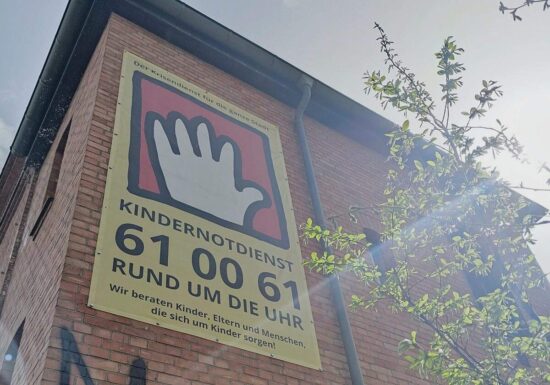 Der Krisendienst für die ganze Stadt
KINDERNOTDIENST
61 00 61
RUND UM DIE UHR
Wir beraten Kinder, Eltern und Menschen,
die sich um Kinder sorgen!